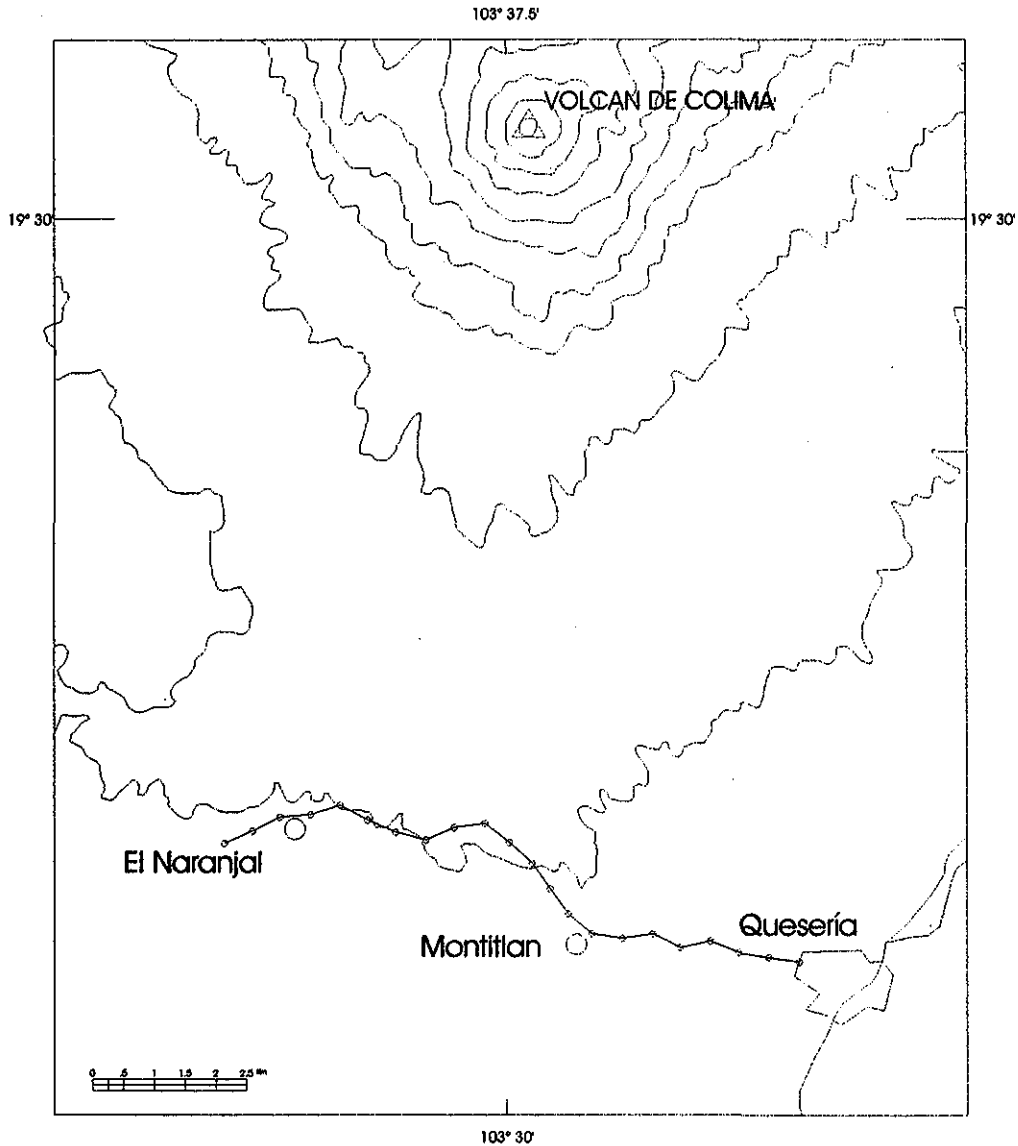 103° 37.5'
VOLCAN DE COLIMA
19° 30'
19° 30'
El Naranjal
Quesería
Montitlan
0 .5 1 1.5 2 2.5 Km
103° 30'